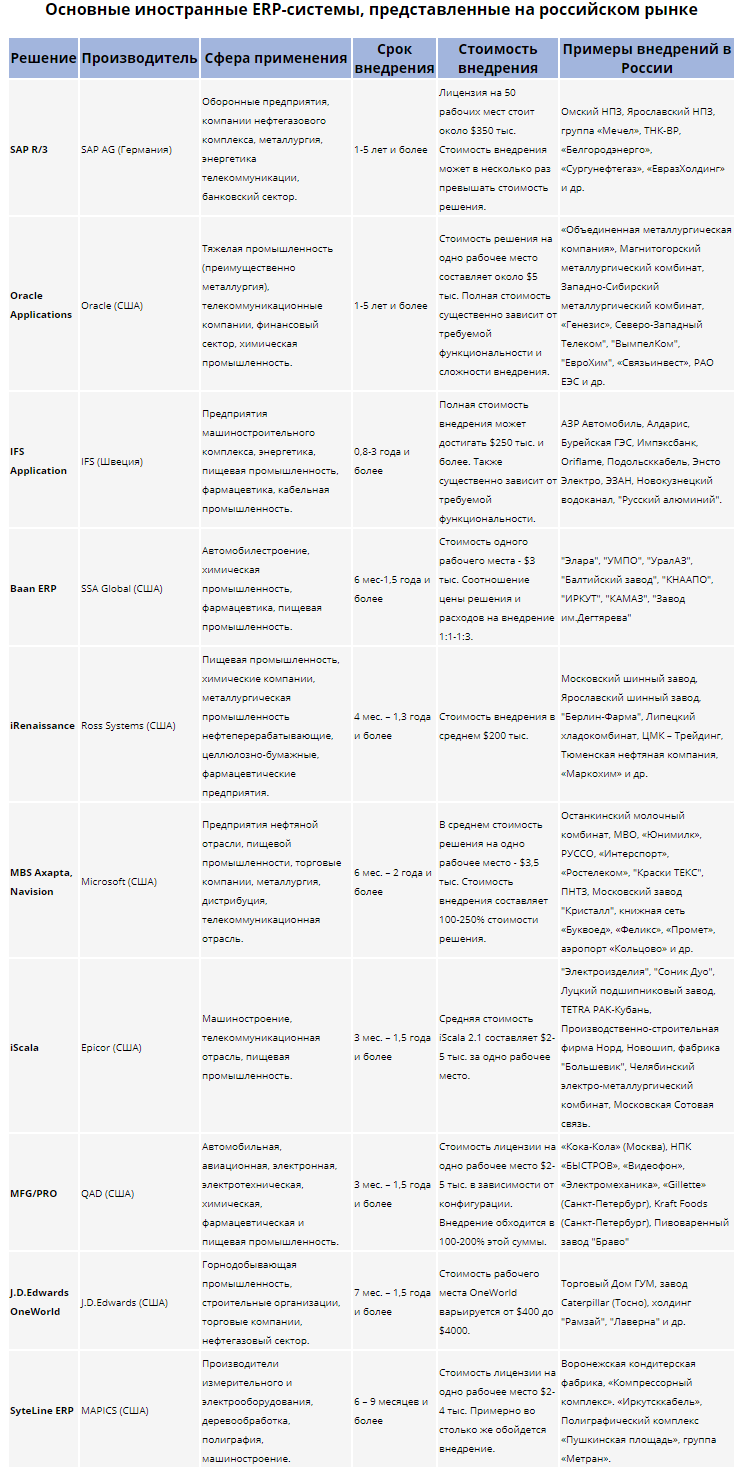 Основные иностранные ERP-системы, представленные на российском рынке
Решение
Производитель
Сфера применения
Срок
внедрения
Стоимость
внедрения
Примеры внедрений в
России
SAP R/3
SAP AG (Германия)
Оборонные предприятия,
компании нефтегазового
комплекса, металлургия,
энергетика
телекоммуникации,
банковский сектор.
1-5 лет и более
Лицензия на 50
рабочих мест стоит
около $350 тыс.
Стоимость внедрения
может в несколько раз
превышать стоимость
решения.
Омский НПЗ, Ярославский НПЗ,
группа «Мечел», ТНК-ВР,
«Белгородэнерго»,
«Сургунефтегаз», «ЕвразХолдинг»
и др.
Oracle
Applications
Oracle (США)
Тяжелая промышленность
(преимущественно
металлургия),
телекоммуникационные
компании, финансовый
сектор, химическая
промышленность.
1-5 лет и более
Стоимость решения на
одно рабочее место
составляет около $5
тыс. Полная стоимость
существенно зависит от
требуемой
функциональности и
сложности внедрения.
«Объединенная металлургическая
компания», Магнитогорский
металлургический комбинат,
Западно-Сибирский
металлургический комбинат,
«Генезис», Северо-Западный
Телеком", "ВымпелКом",
"ЕвроХим", «Связьинвест», РАО
ЕЭС и др.
IFS
Application
IFS (Швеция)
Предприятия
машиностроительного
комплекса, энергетика,
пищевая промышленность,
фармацевтика, кабельная
промышленность.
0,8-3 года и
более
Полная стоимость
внедрения может
достигать $250 тыс. и
более. Также
существенно зависит от
требуемой
функциональности.
АЗР Автомобиль, Алдарис,
Бурейская ГЭС, Импэксбанк,
Oriflame, Подольсккабель, Энсто
Электро, ЭЗАН, Новокузнецкий
водоканал, "Русский алюминий".
Baan ERP
SSA Global (США)
Автомобилестроение,
химическая
промышленность,
фармацевтика, пищевая
промышленность.
6 мес-1,5 года и
более
Стоимость одного
рабочего места - $3
тыс. Соотношение
цены решения и
расходов на внедрение
1:1-1:3.
"Элара", "УМПО", "УралАЗ",
"Балтийский завод", "КНААПО",
"ИРКУТ", "КАМАЗ", "Завод
им.Дегтярева"
iRenaissance
Ross Systems (США)
Пищевая промышленность,
химические компании,
металлургическая
промышленность
нефтеперерабатывающие,
целлюлозно-бумажные,
фармацевтические
предприятия.
4 мес. – 1,3 года
и более
Стоимость внедрения в
среднем $200 тыс.
Московский шинный завод,
Ярославский шинный завод,
"Берлин-Фарма", Липецкий
хладокомбинат, ЦМК – Трейдинг,
Тюменская нефтяная компания,
«Маркохим» и др.
MBS Axapta,
Navision
Microsoft (США)
Предприятия нефтяной
отрасли, пищевой
промышленности, торговые
компании, металлургия,
дистрибуция,
телекоммуникационная
отрасль.
6 мес. – 2 года и
более
В среднем стоимость
решения на одно
рабочее место - $3,5
тыс. Стоимость
внедрения составляет
100-250% стоимости
решения.
Останкинский молочный
комбинат, МВО, «Юнимилк»,
РУССО, «Интерспорт»,
«Ростелеком», "Краски ТЕКС",
ПНТЗ, Московский завод
"Кристалл", книжная сеть
«Буквоед», «Феликс», «Промет»,
аэропорт «Кольцово» и др.
iScala
Epicor (США)
Машиностроение,
телекоммуникационная
отрасль, пищевая
промышленность.
3 мес. – 1,5 года
и более
Средняя стоимость
iScala 2.1 составляет $2-
5 тыс. за одно рабочее
место.
"Электроизделия", "Соник Дуо",
Луцкий подшипниковый завод,
TETRA PAK-Кубань,
Производственно-строительная
фирма Норд, Новошип, фабрика
"Большевик", Челябинский
электро-металлургический
комбинат, Московская Сотовая
связь.
MFG/PRO
QAD (США)
Автомобильная,
авиационная, электронная,
электротехническая,
химическая,
фармацевтическая и
пищевая промышленность.
3 мес. – 1,5 года
и более
Стоимость лицензии на
одно рабочее место $2-
5 тыс. в зависимости от
конфигурации.
Внедрение обходится в
100-200% этой суммы.
«Кока-Кола» (Москва), НПК
«БЫСТРОВ», «Видеофон»,
«Электромеханика», «Gillette»
(Санкт-Петербург), Kraft Foods
(Санкт-Петербург), Пивоваренный
завод "Браво"
J.D.Edwards
OneWorld
J.D.Edwards (США)
Горнодобывающая
промышленность,
строительные организации,
торговые компании,
нефтегазовый сектор.
7 мес. – 1,5 года
и более
Стоимость рабочего
места OneWorld
варьируется от $400 до
$4000.
Торговый Дом ГУМ, завод
Caterpillar (Тосно), холдинг
"Рамзай", "Лаверна" и др.
SyteLine ERP
MAPICS (США)
Производители
измерительного и
электрооборудования,
деревообработка,
полиграфия,
машиностроение.
6 – 9 месяцев и
более
Стоимость лицензии на
одно рабочее место $2-
4 тыс. Примерно во
столько же обойдется
внедрение.
Воронежская кондитерская
фабрика, «Компрессорный
комплекс». «Иркутсккабель»,
Полиграфический комплекс
«Пушкинская площадь», группа
«Метран».